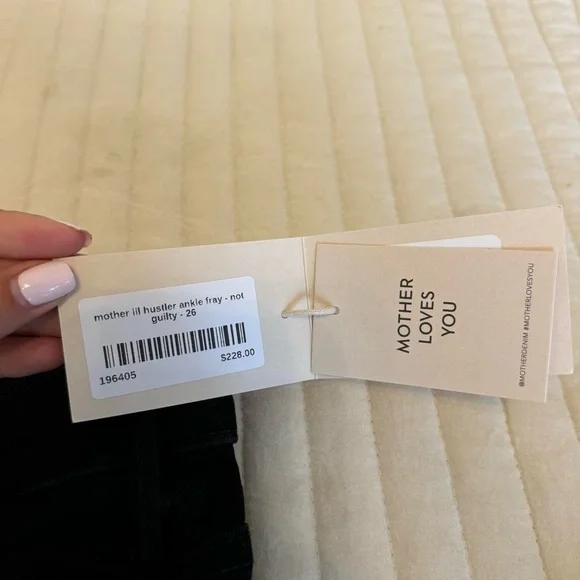 mother lil hustler ankle fray - not
guilty - 26
$228.00
196405
MOTHER
LOVES
YOU
@MOTHERDENIM #MOTHERLOVESYOU